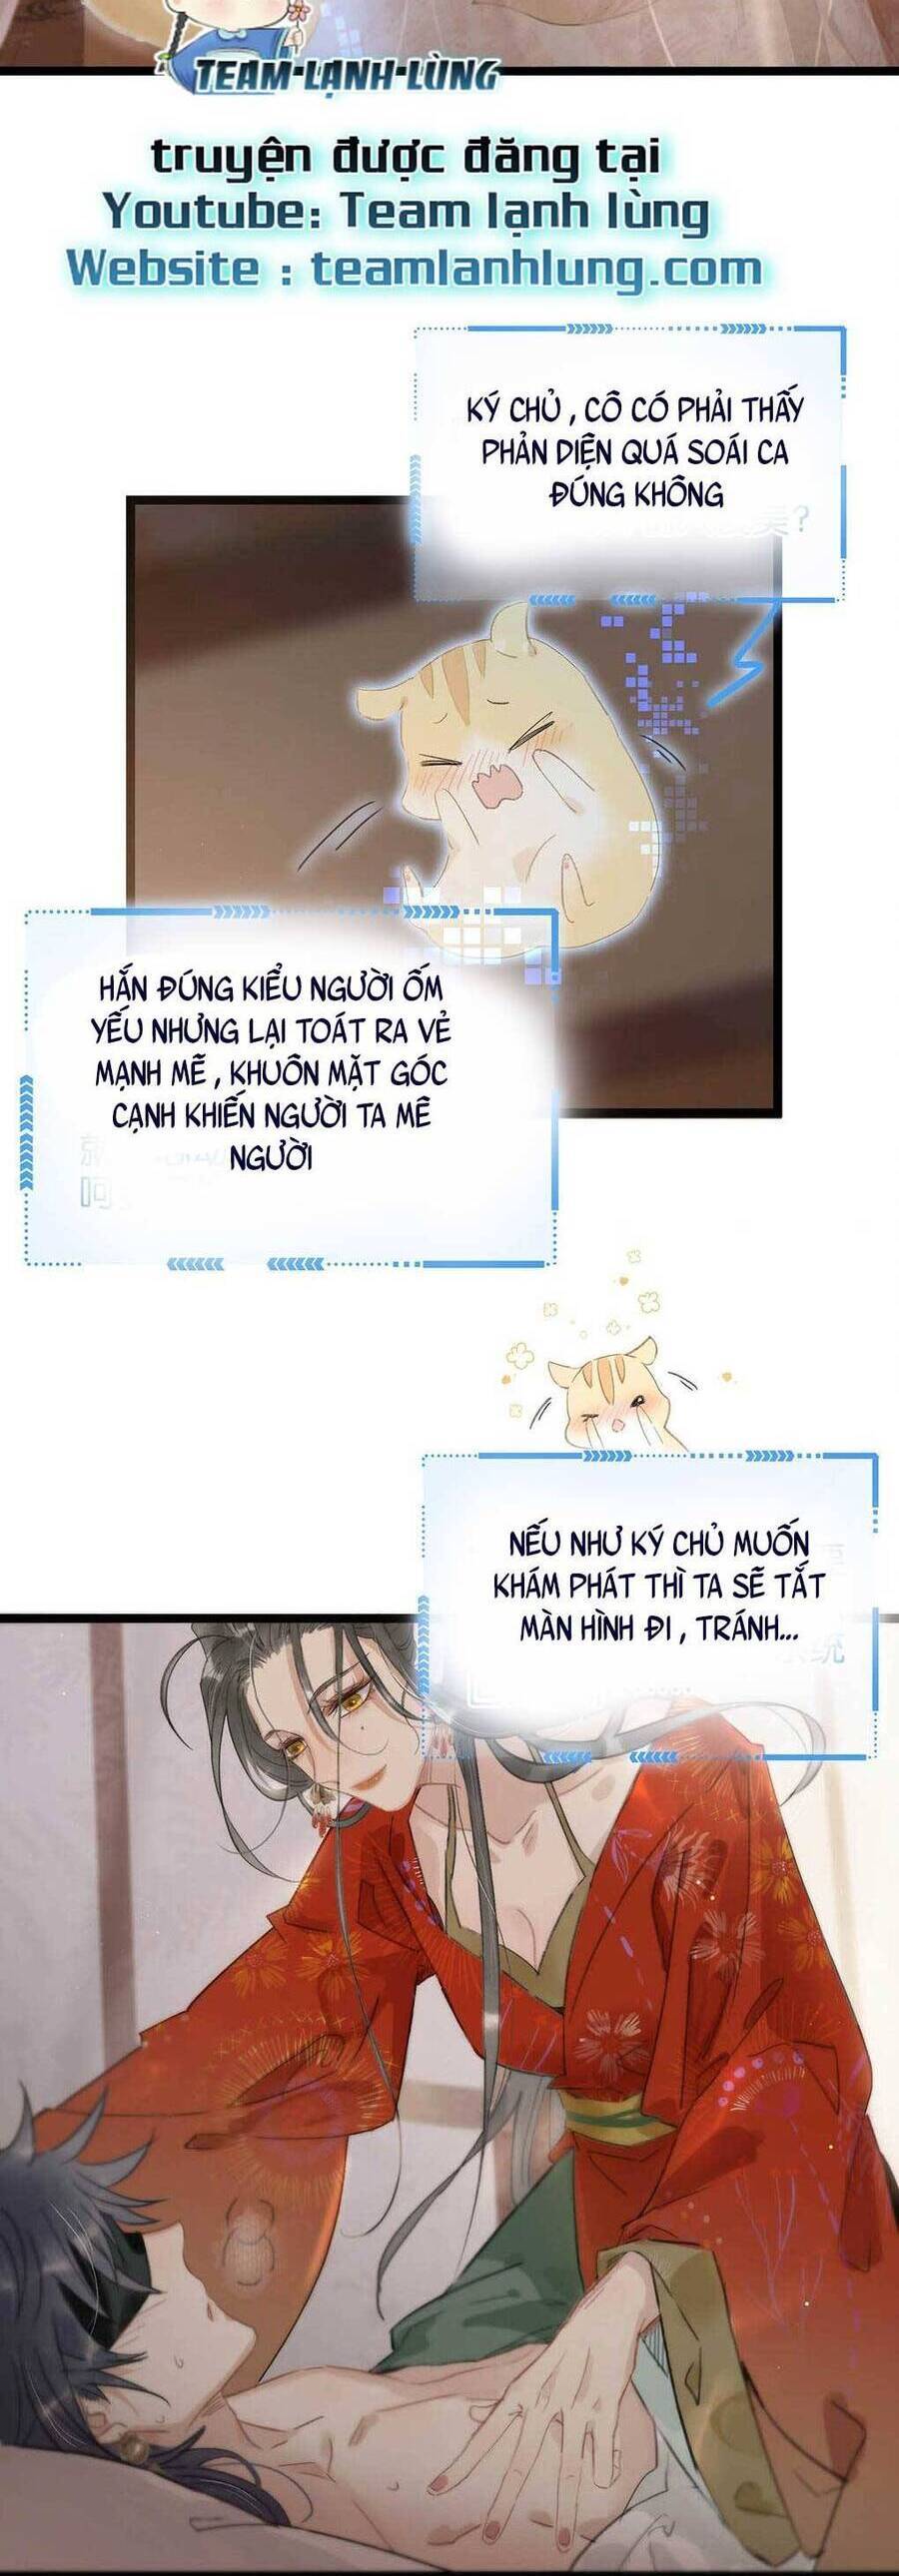 TEAM LẠNH LÙNG
truyện được đăng tại
Youtube: Team lạnh lùng
Website : teamlanhlung.com
KÝ CHỦ , CÔ CÓ PHẢI THẤY
PHẢN DIỆN QUÁ SOÁI CA
ĐÚNG KHÔNG
HẮN ĐÚNG KIỂU NGƯỜI ỐM
YẾU NHƯNG LẠI TOÁT RA VẺ
MẠNH MẼ , KHUÔN MẶT GÓC
CẠNH KHIẾN NGƯỜI TA MÊ
NGƯỜI
NẾU NHƯ KÝ CHỦ MUỐN
KHÁM PHÁT THÌ TA SẼ TẮT
MÀN HÌNH ĐI , TRÁNH...